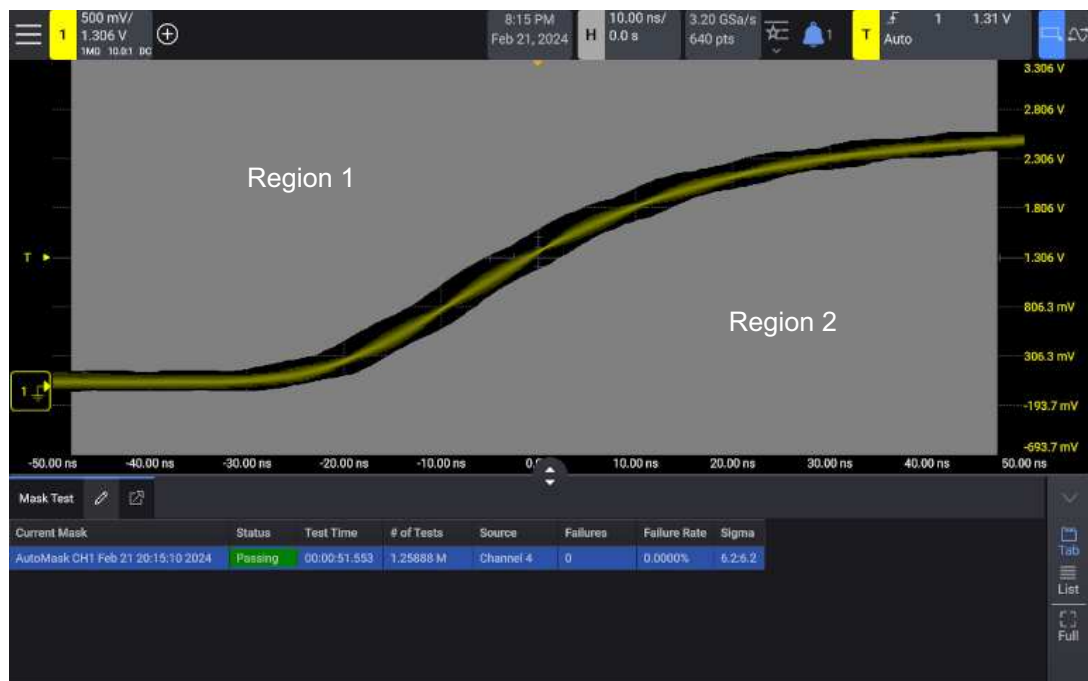 1
500 mV/
1.306 V
1MΩ 10.0:1 DC
8:15 PM
Feb 21, 2024
H
10.00 ns/
0.0 s
3.20 GSa/s
640 pts
1
T
1
1.31 V
Auto
3.306 V
2.806 V
2.306 V
1.806 V
1.306 V
806.3 mV
306.3 mV
-193.7 mV
-693.7 mV
Region 1
Region 2
T
1
-50.00 ns -40.00 ns -30.00 ns -20.00 ns -10.00 ns 10.00 ns 20.00 ns 30.00 ns 40.00 ns 50.00 ns
Mask Test
Current Mask Status Test Time # of Tests Source Failures Failure Rate Sigma
AutoMask CH1 Feb 21 20:15:10 2024 Passing 00:00:51.553 1.25888 M Channel 4 0 0.0000% 6.2:6.2
Tab
List
Full